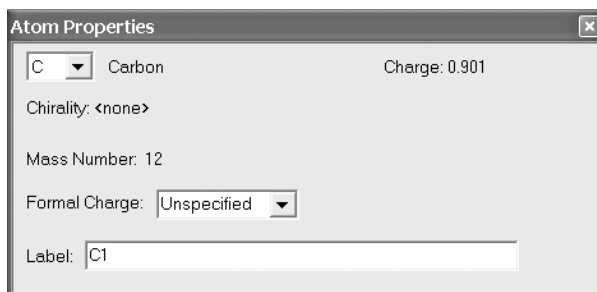 Atom Properties
C Carbon Charge: 0.901
Chirality: <none>
Mass Number: 12
Formal Charge: Unspecified
Label: C1